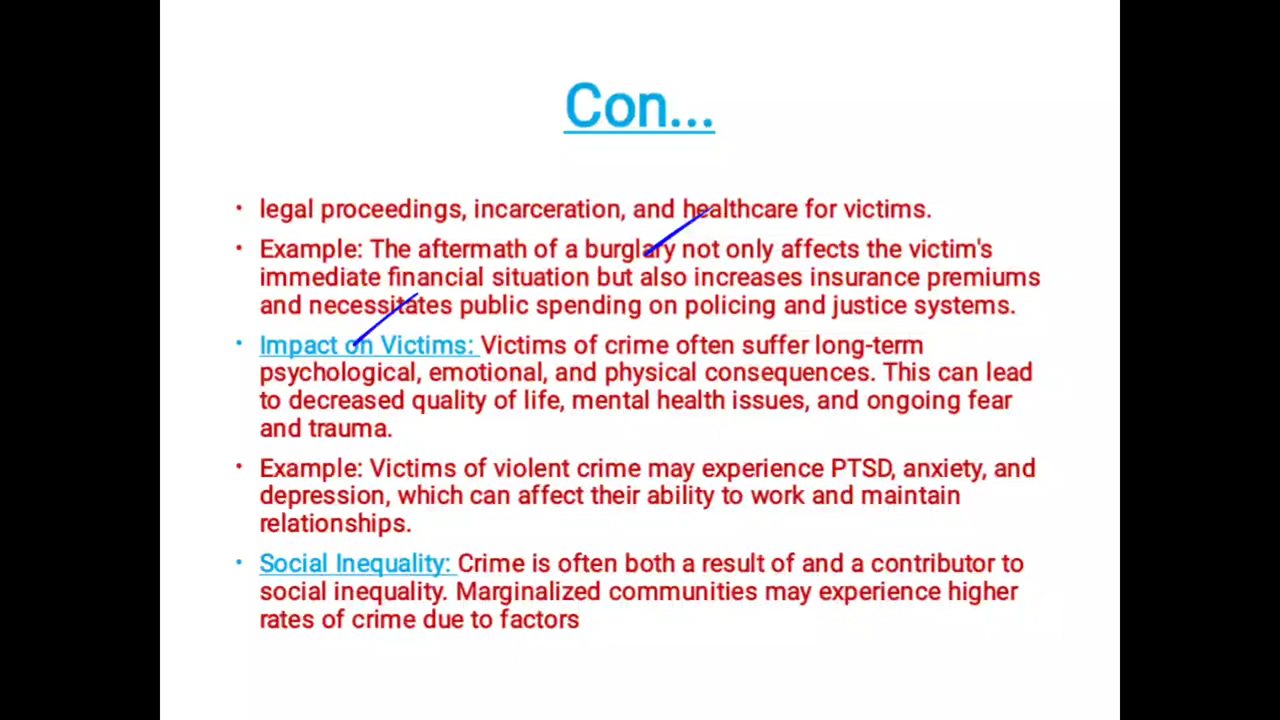 Con...
• legal proceedings, incarceration, and healthcare for victims.
• Example: The aftermath of a burglary not only affects the victim's
immediate financial situation but also increases insurance premiums
and necessitates public spending on policing and justice systems.
• Impact on Victims: Victims of crime often suffer long-term
psychological, emotional, and physical consequences. This can lead
to decreased quality of life, mental health issues, and ongoing fear
and trauma.
• Example: Victims of violent crime may experience PTSD, anxiety, and
depression, which can affect their ability to work and maintain
relationships.
• Social Inequality: Crime is often both a result of and a contributor to
social inequality. Marginalized communities may experience higher
rates of crime due to factors